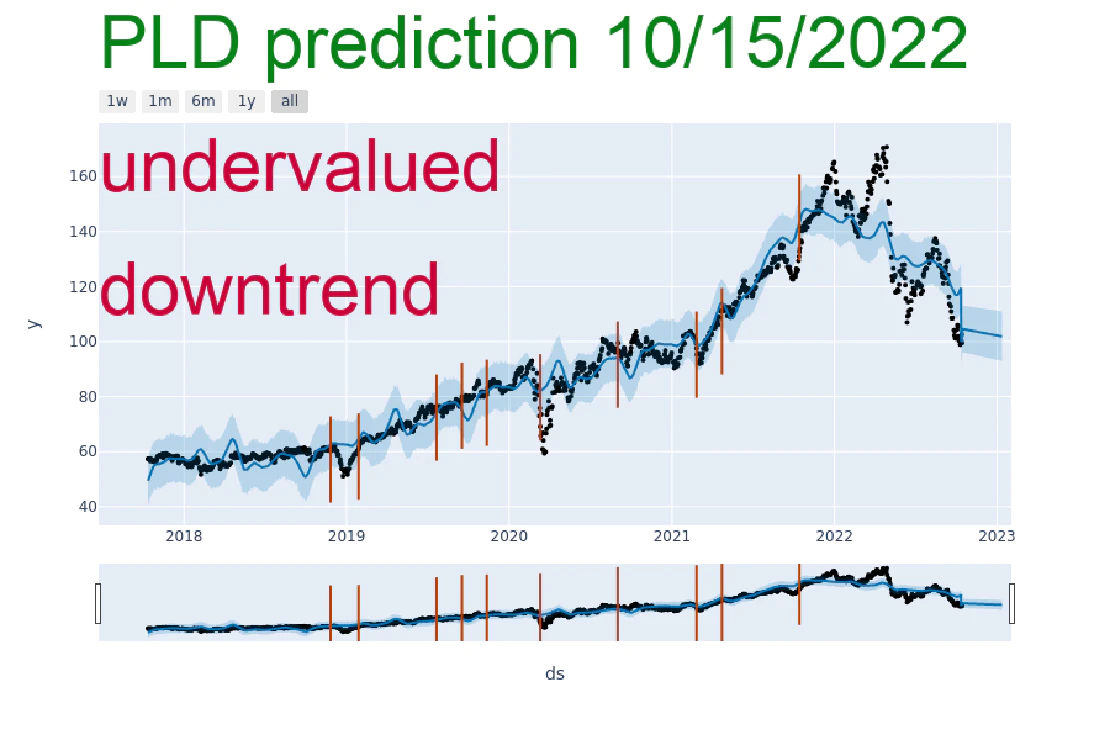 PLD prediction 10/15/2022
1w 1m 6m 1y all
undervalued
downtrend
160
140
120
100
80
60
40
y
2018 2019 2020 2021 2022 2023
ds